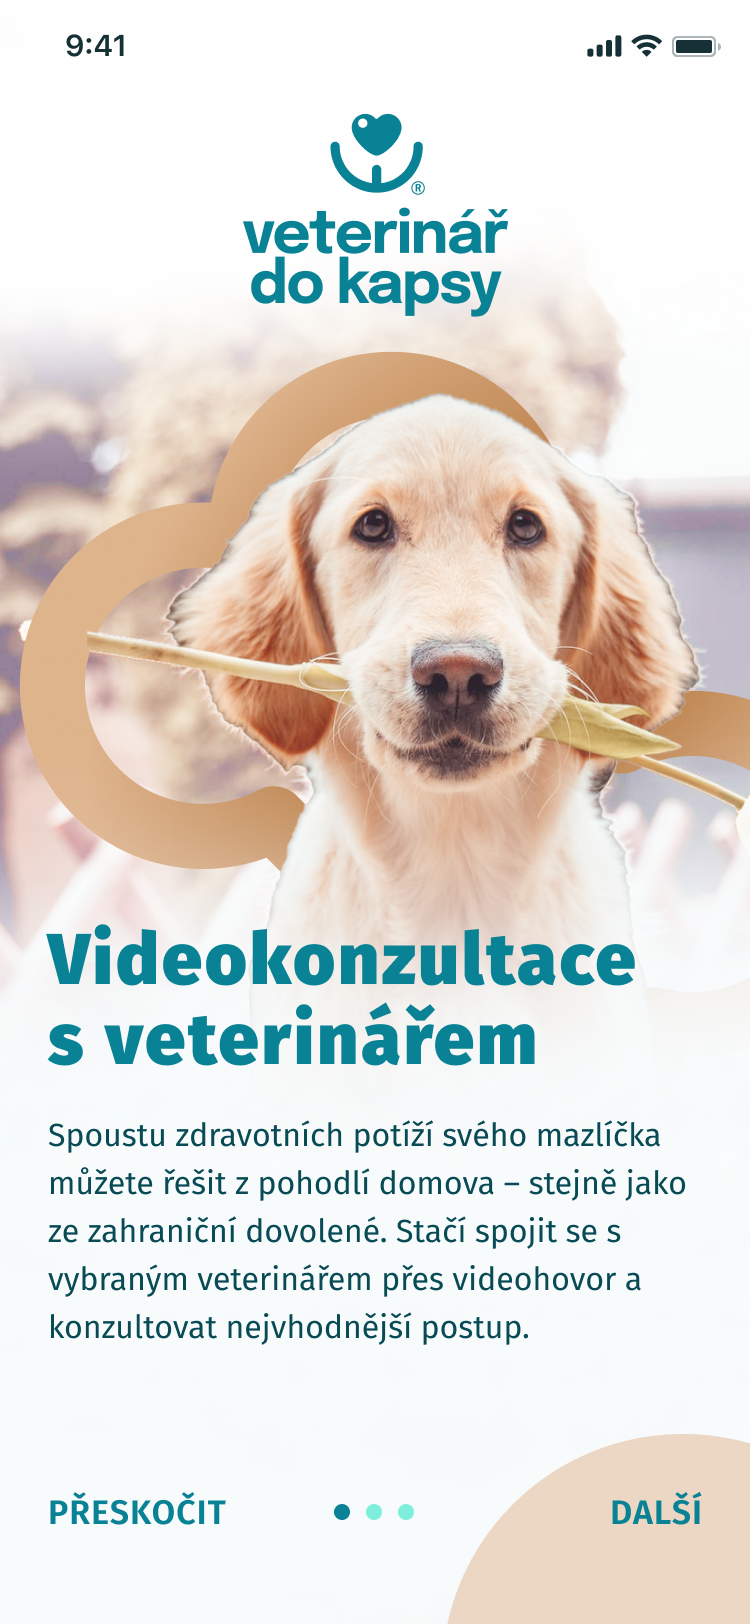 9:41
®
veterinář
do kapsy
Videokonzultace
s veterinářem
Spoustu zdravotních potíží svého mazlíčka
můžete řešit z pohodlí domova – stejně jako
ze zahraniční dovolené. Stačí spojit se s
vybraným veterinářem přes videohovor a
konzultovat nejvhodnější postup.
PŘESKOČIT
DALŠÍ